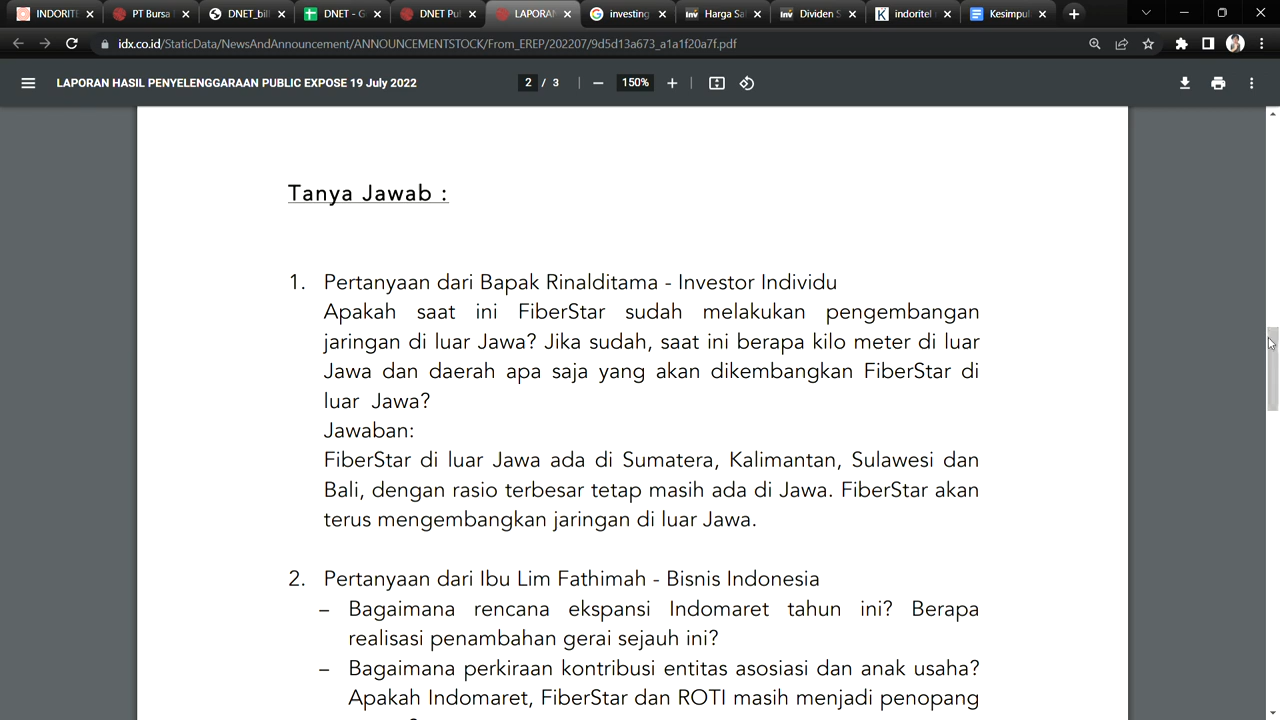 INDORITE
PT Bursa
DNET_bil
DNET - G
DNET Pu
LAPORAN
investing
Harga Sa
Dividen S
indoritel
Kesimpul
idx.co.id/StaticData/NewsAndAnnouncement/ANNOUNCEMENTSTOCK/From_EREP/202207/9d5d13a673_a1a1f20a7f.pdf
LAPORAN HASIL PENYELENGGARAAN PUBLIC EXPOSE 19 July 2022
2 / 3
150%
Tanya Jawab :
1. Pertanyaan dari Bapak Rinalditama - Investor Individu
Apakah saat ini FiberStar sudah melakukan pengembangan
jaringan di luar Jawa? Jika sudah, saat ini berapa kilo meter di luar
Jawa dan daerah apa saja yang akan dikembangkan FiberStar di
luar Jawa?
Jawaban:
FiberStar di luar Jawa ada di Sumatera, Kalimantan, Sulawesi dan
Bali, dengan rasio terbesar tetap masih ada di Jawa. FiberStar akan
terus mengembangkan jaringan di luar Jawa.
2. Pertanyaan dari Ibu Lim Fathimah - Bisnis Indonesia
– Bagaimana rencana ekspansi Indomaret tahun ini? Berapa
realisasi penambahan gerai sejauh ini?
– Bagaimana perkiraan kontribusi entitas asosiasi dan anak usaha?
Apakah Indomaret, FiberStar dan ROTI masih menjadi penopang